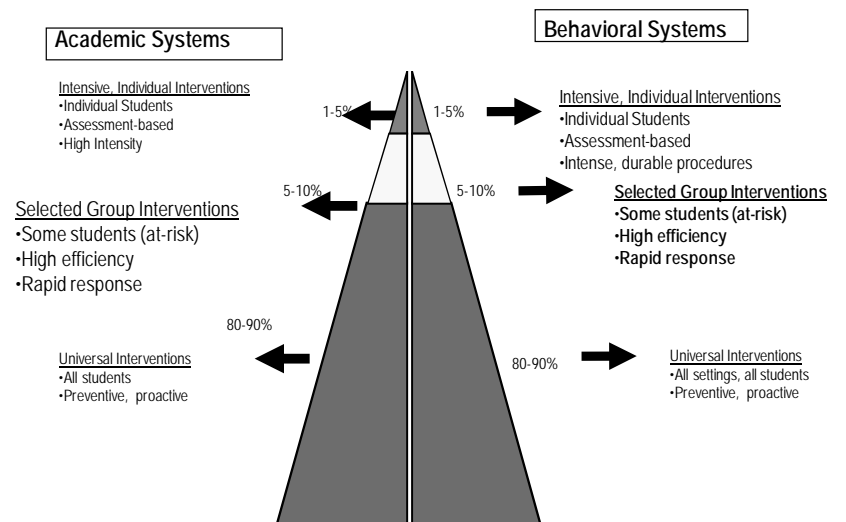 Academic Systems
Intensive, Individual Interventions
•Individual Students
•Assessment-based
•High Intensity
1-5%
5-10%
Selected Group Interventions
•Some students (at-risk)
•High efficiency
•Rapid response
80-90%
Universal Interventions
•All students
•Preventive, proactive
Behavioral Systems
1-5%
Intensive, Individual Interventions
•Individual Students
•Assessment-based
•Intense, durable procedures
5-10%
Selected Group Interventions
•Some students (at-risk)
•High efficiency
•Rapid response
80-90%
Universal Interventions
•All settings, all students
•Preventive, proactive